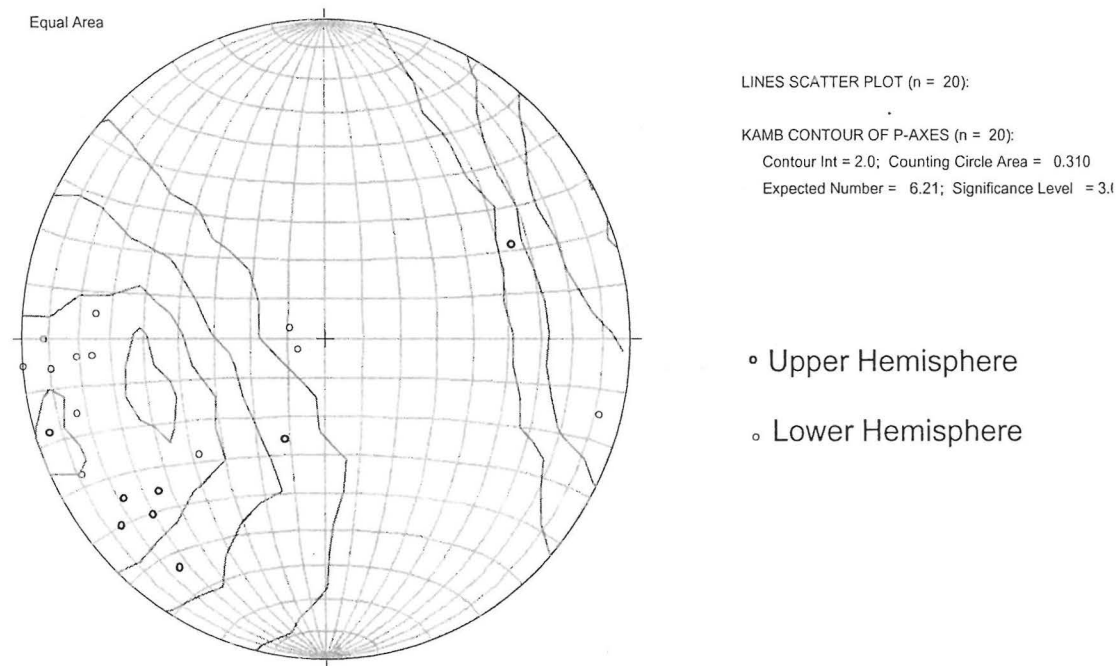 Equal Area
LINES SCATTER PLOT (n = 20):
KAMB CONTOUR OF P-AXES (n = 20):
Contour Int = 2.0; Counting Circle Area = 0.310
Expected Number = 6.21; Significance Level = 3.
Upper Hemisphere
Lower Hemisphere